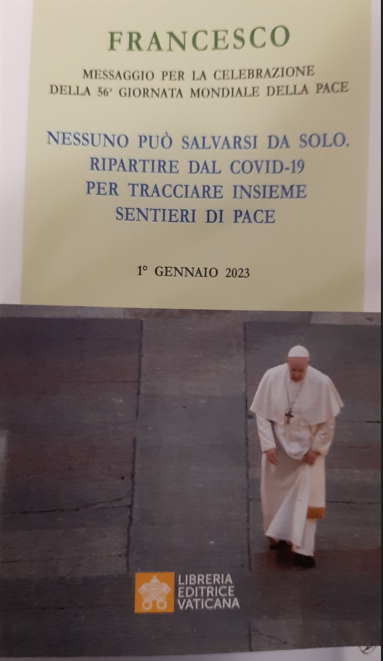 FRANCESCO
MESSAGGIO PER LA CELEBRAZIONE
DELLA 56ª GIORNATA MONDIALE DELLA PACE
NESSUNO PUÒ SALVARSI DA SOLO.
RIPARTIRE DAL COVID-19
PER TRACCIARE INSIEME
SENTIERI DI PACE
1° GENNAIO 2023
LIBRERIA
EDITRICE
VATICANA